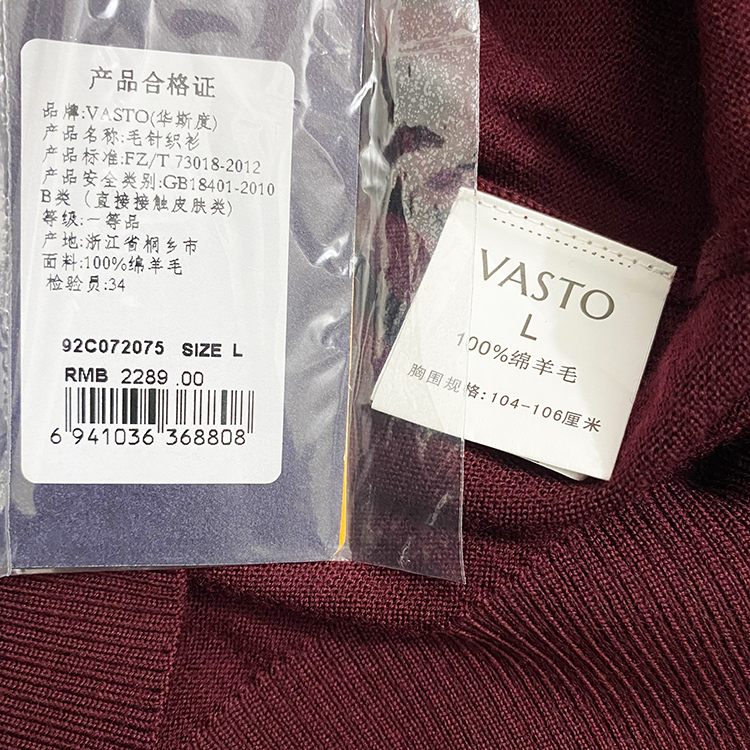 产品合格证
品牌:VASTO(华斯度)
产品名称:毛针织衫
产品标准:FZ/T 73018-2012
产品安全类别:GB18401-2010
B类（直接接触皮肤类）
等级:一等品
产地:浙江省桐乡市
面料:100%绵羊毛
检验员:34
92C072075 SIZE L
RMB 2289.00
6 941036 368808
VASTO
L
100%绵羊毛
胸围规格:104-106厘米